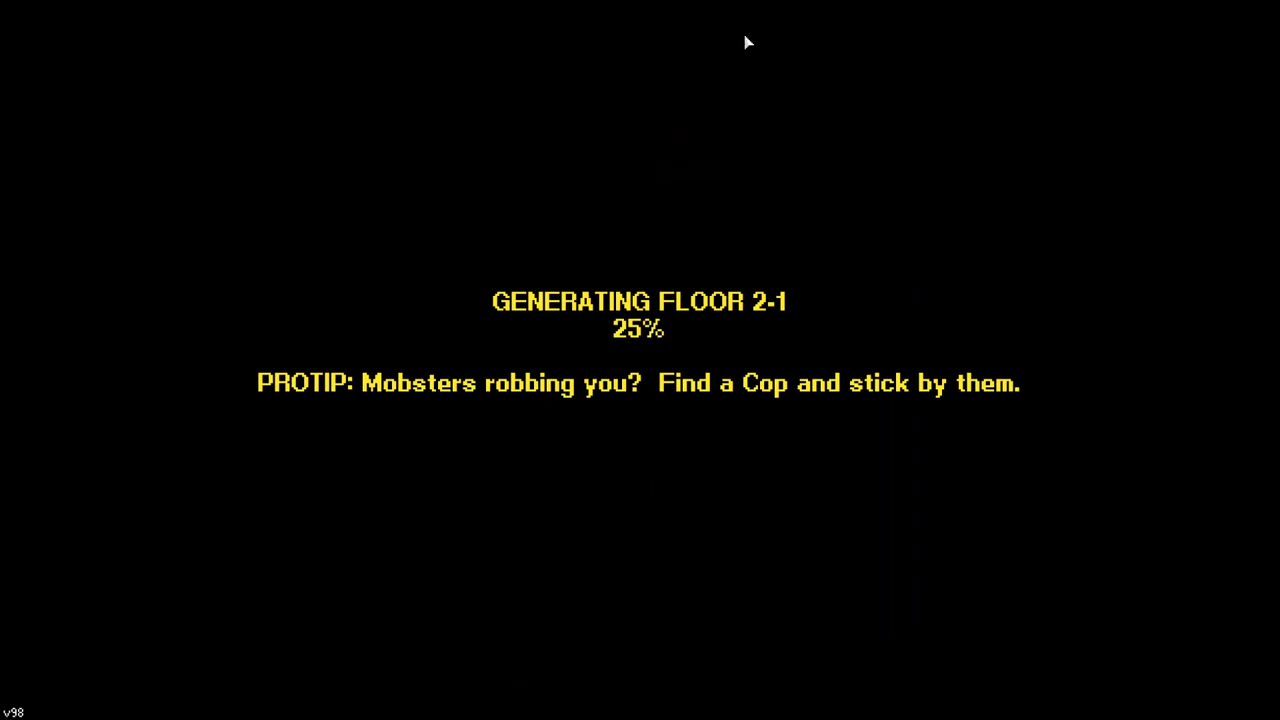 GENERATING FLOOR 2-1
25%
PROTIP: Mobsters robbing you?  Find a Cop and stick by them.
v98